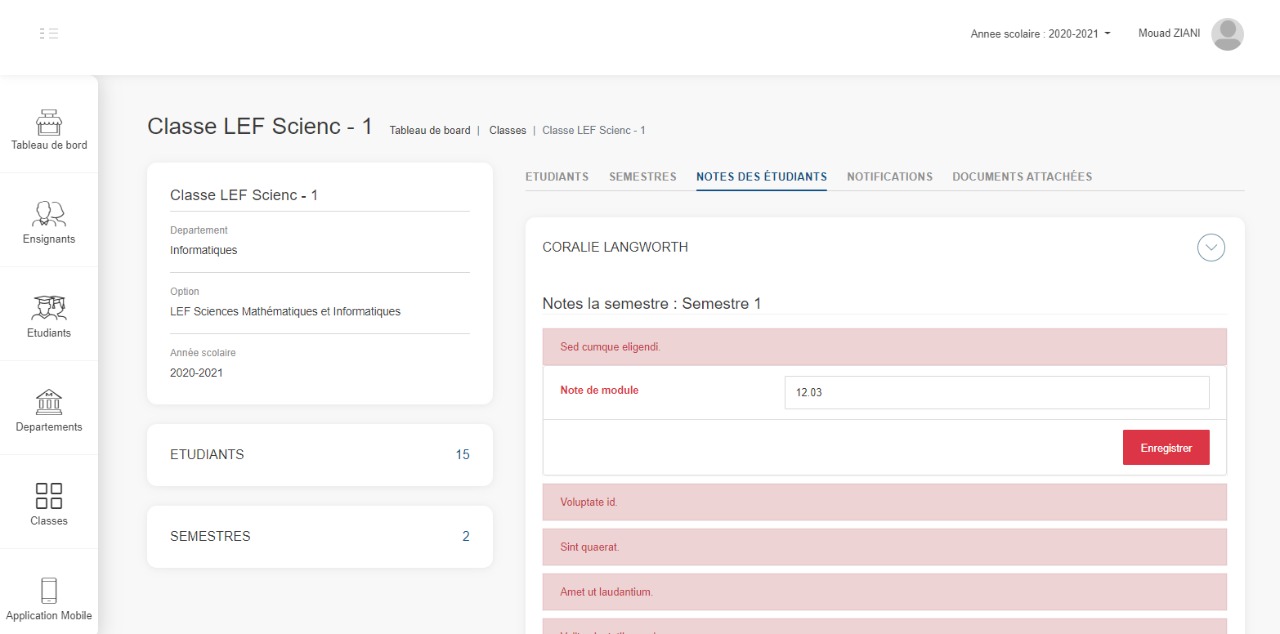 Annee scolaire : 2020-2021
Mouad ZIANI
Tableau de bord
Ensignants
Etudiants
Departements
Classes
Application Mobile
Classe LEF Scienc - 1
Tableau de board | Classes | Classe LEF Scienc - 1
Classe LEF Scienc - 1
Departement
Informatiques
Option
LEF Sciences Mathématiques et Informatiques
Année scolaire
2020-2021
ETUDIANTS 15
SEMESTRES 2
ETUDIANTS SEMESTRES NOTES DES ÉTUDIANTS NOTIFICATIONS DOCUMENTS ATTACHÉES
CORALIE LANGWORTH
Notes la semestre : Semestre 1
Sed cumque eligendi.
Note de module 12.03
Enregistrer
Voluptate id.
Sint quaerat.
Amet ut laudantium.